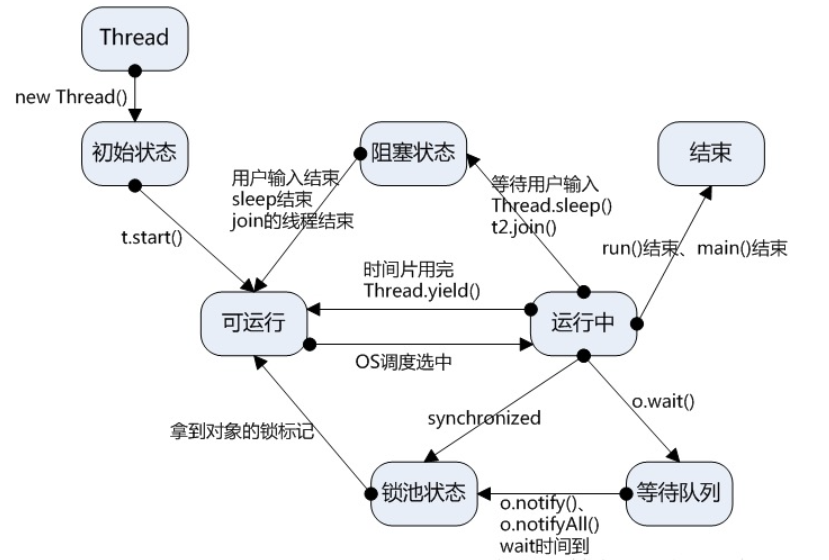 Thread
new Thread()
初始状态
阻塞状态
结束
用户输入结束
sleep结束
join的线程结束
等待用户输入
Thread.sleep()
t2.join()
t.start()
run()结束、main()结束
时间片用完
Thread.yield()
可运行
运行中
OS调度选中
synchronized
o.wait()
拿到对象的锁标记
锁池状态
等待队列
o.notify()、
o.notifyAll()
wait时间到